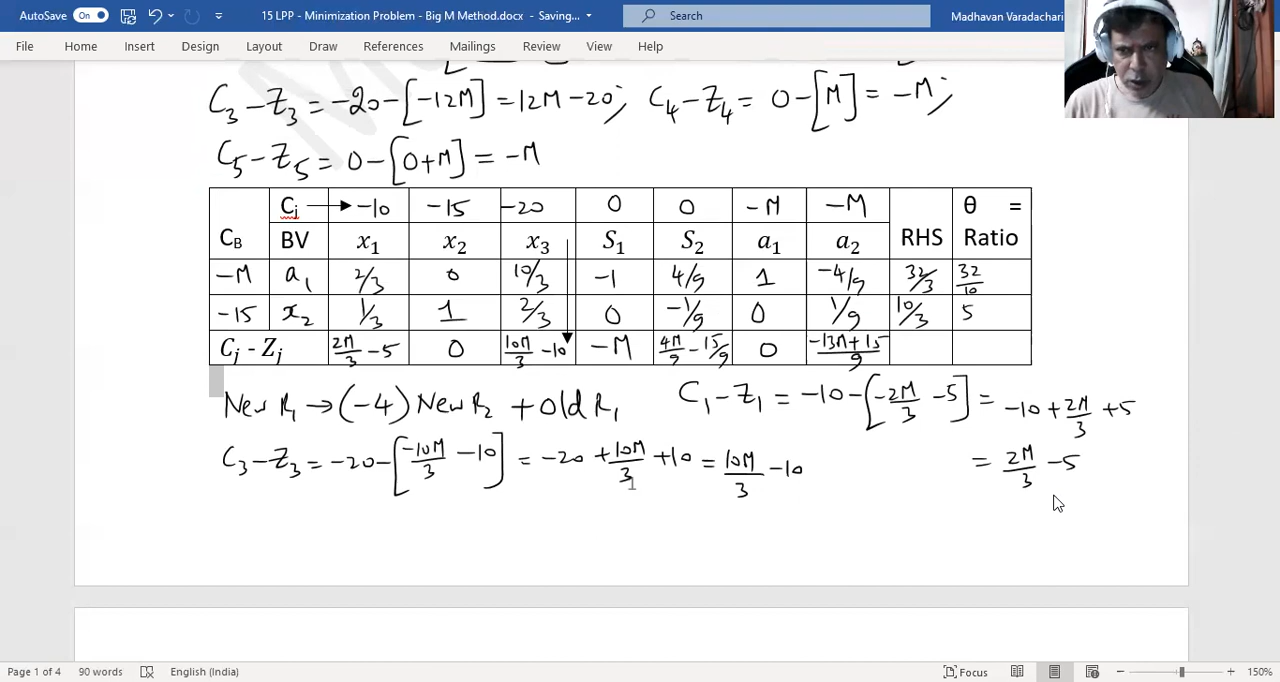 AutoSave On 15 LPP - Minimization Problem - Big M Method.docx - Saving... Search Madhavan Varadachari
File Home Insert Design Layout References Mailings Review View Help
C₃ - Z₃ = -20 - [-12M] = 12M - 20; C₄ - Z₄ = 0 - [M] = -M;
C₅ - Z₅ = 0 - [0+M] = -M
Cj → -10 -15 -20 0 0 -M -M θ =
C_B BV x₁ x₂ x₃ S₁ S₂ a₁ a₂ RHS Ratio
-M a₁ 2/3 0 10/3 -1 4/9 1 -4/9 32/3 32/10
-15 x₂ 1/3 1 2/3 0 -1/9 0 1/9 10/3 5
Cj - Zj 2M/3 - 5 0 10M/3 - 10 -M 4M/9 - 15/9 0 -13M+15/9
New R₁ → (-4) New R₂ + Old R₁ C₁ - Z₁ = -10 - [-2M/3 - 5] = -10 + 2M/3 + 5
C₃ - Z₃ = -20 - [-10M/3 - 10] = -20 + 10M/3 + 10 = 10M/3 - 10 = 2M/3 - 5
Page 1 of 4 90 words English (India) Focus 150%